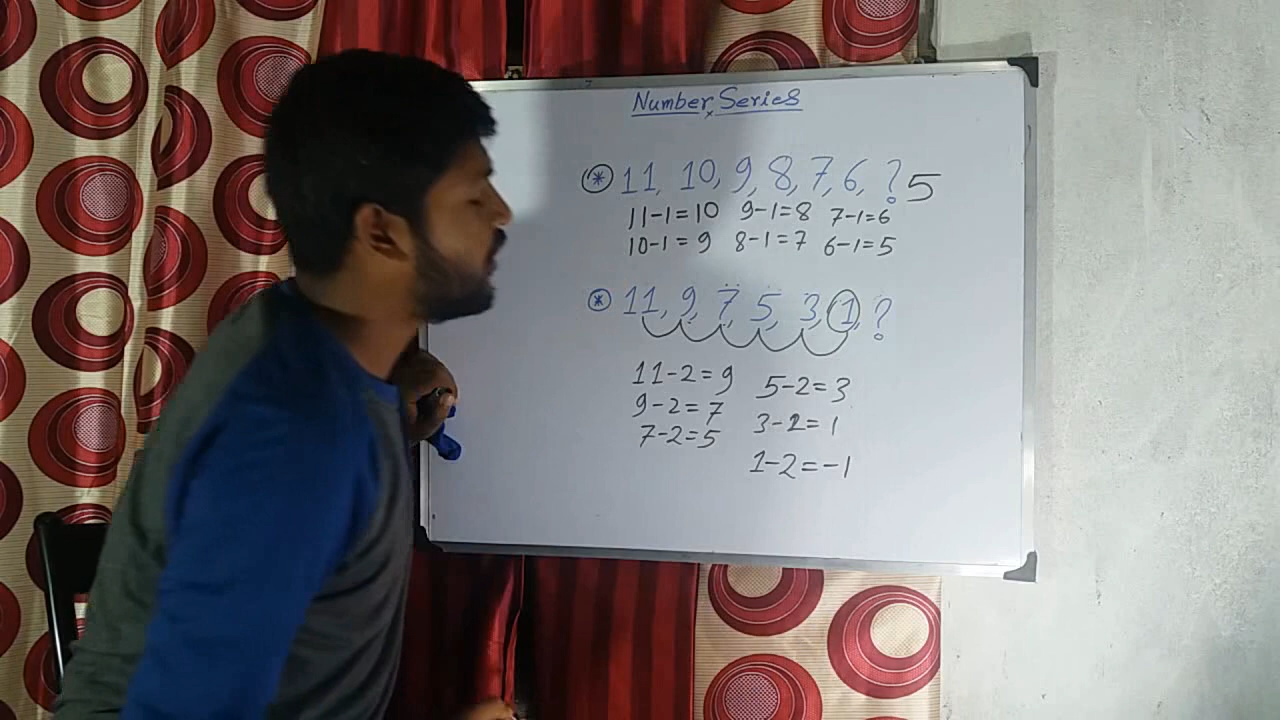 Number Series
* 11, 10, 9, 8, 7, 6, ? 5
11-1=10 9-1=8 7-1=6
10-1=9 8-1=7 6-1=5
* 11, 9, 7, 5, 3, 1, ?
11-2=9 5-2=3
9-2=7 3-2=1
7-2=5
1-2=-1